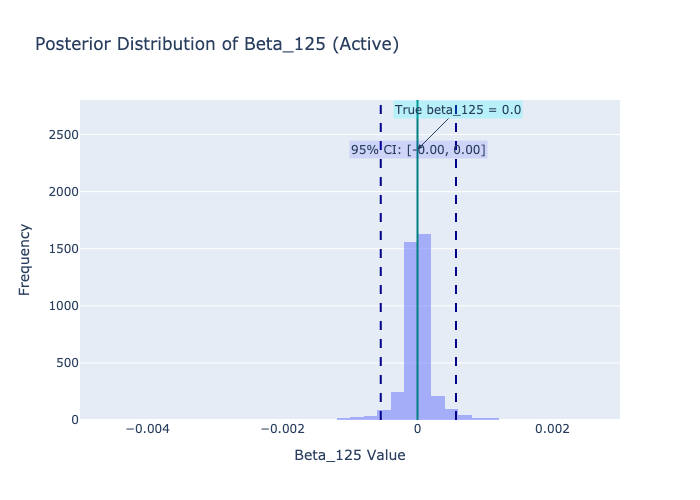 Posterior Distribution of Beta_125 (Active)
True beta_125 = 0.0
95% CI: [-0.00, 0.00]
2500
2000
1500
1000
500
0
Frequency
−0.004
−0.002
0
0.002
Beta_125 Value